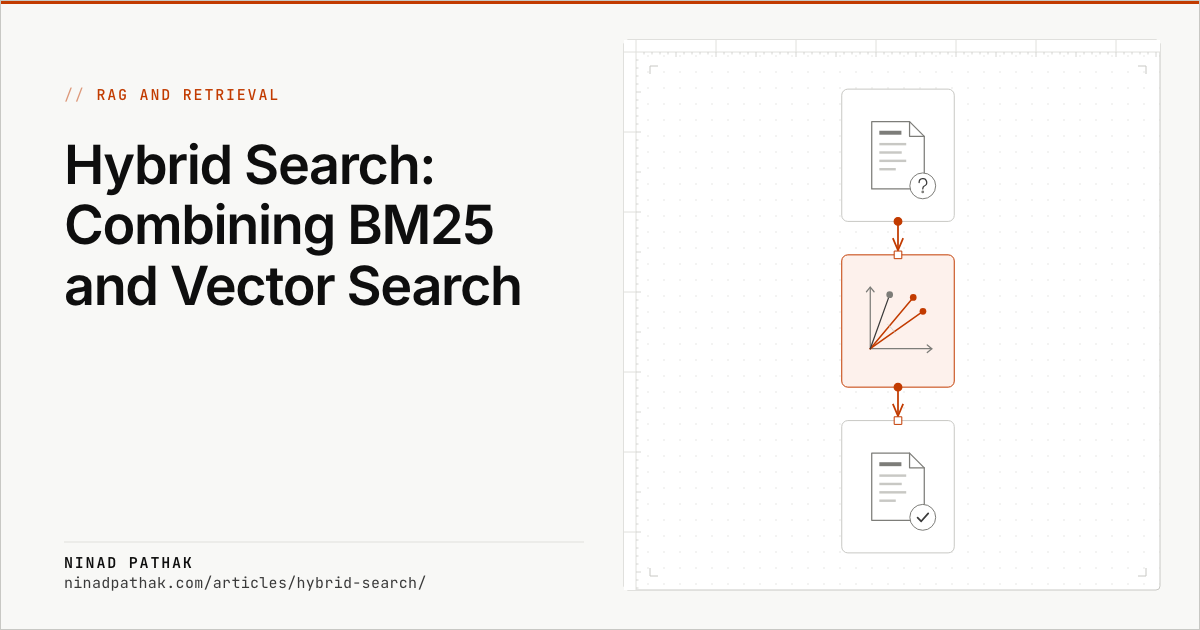 // RAG AND RETRIEVAL
Hybrid Search:
Combining BM25
and Vector Search
?
NINAD PATHAK
ninadpathak.com/articles/hybrid-search/